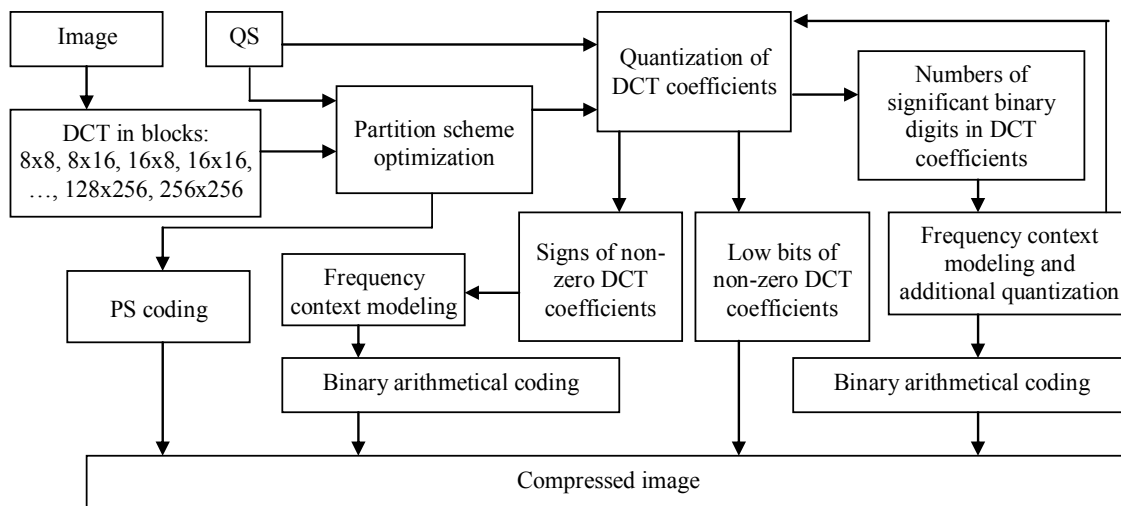 Image
QS
Quantization of
DCT coefficients
Numbers of
significant binary
digits in DCT
coefficients
DCT in blocks:
8x8, 8x16, 16x8, 16x16,
…, 128x256, 256x256
Partition scheme
optimization
Signs of non-
zero DCT
coefficients
Low bits of
non-zero DCT
coefficients
Frequency context
modeling and
additional quantization
PS coding
Frequency
context modeling
Binary arithmetical coding
Binary arithmetical coding
Compressed image